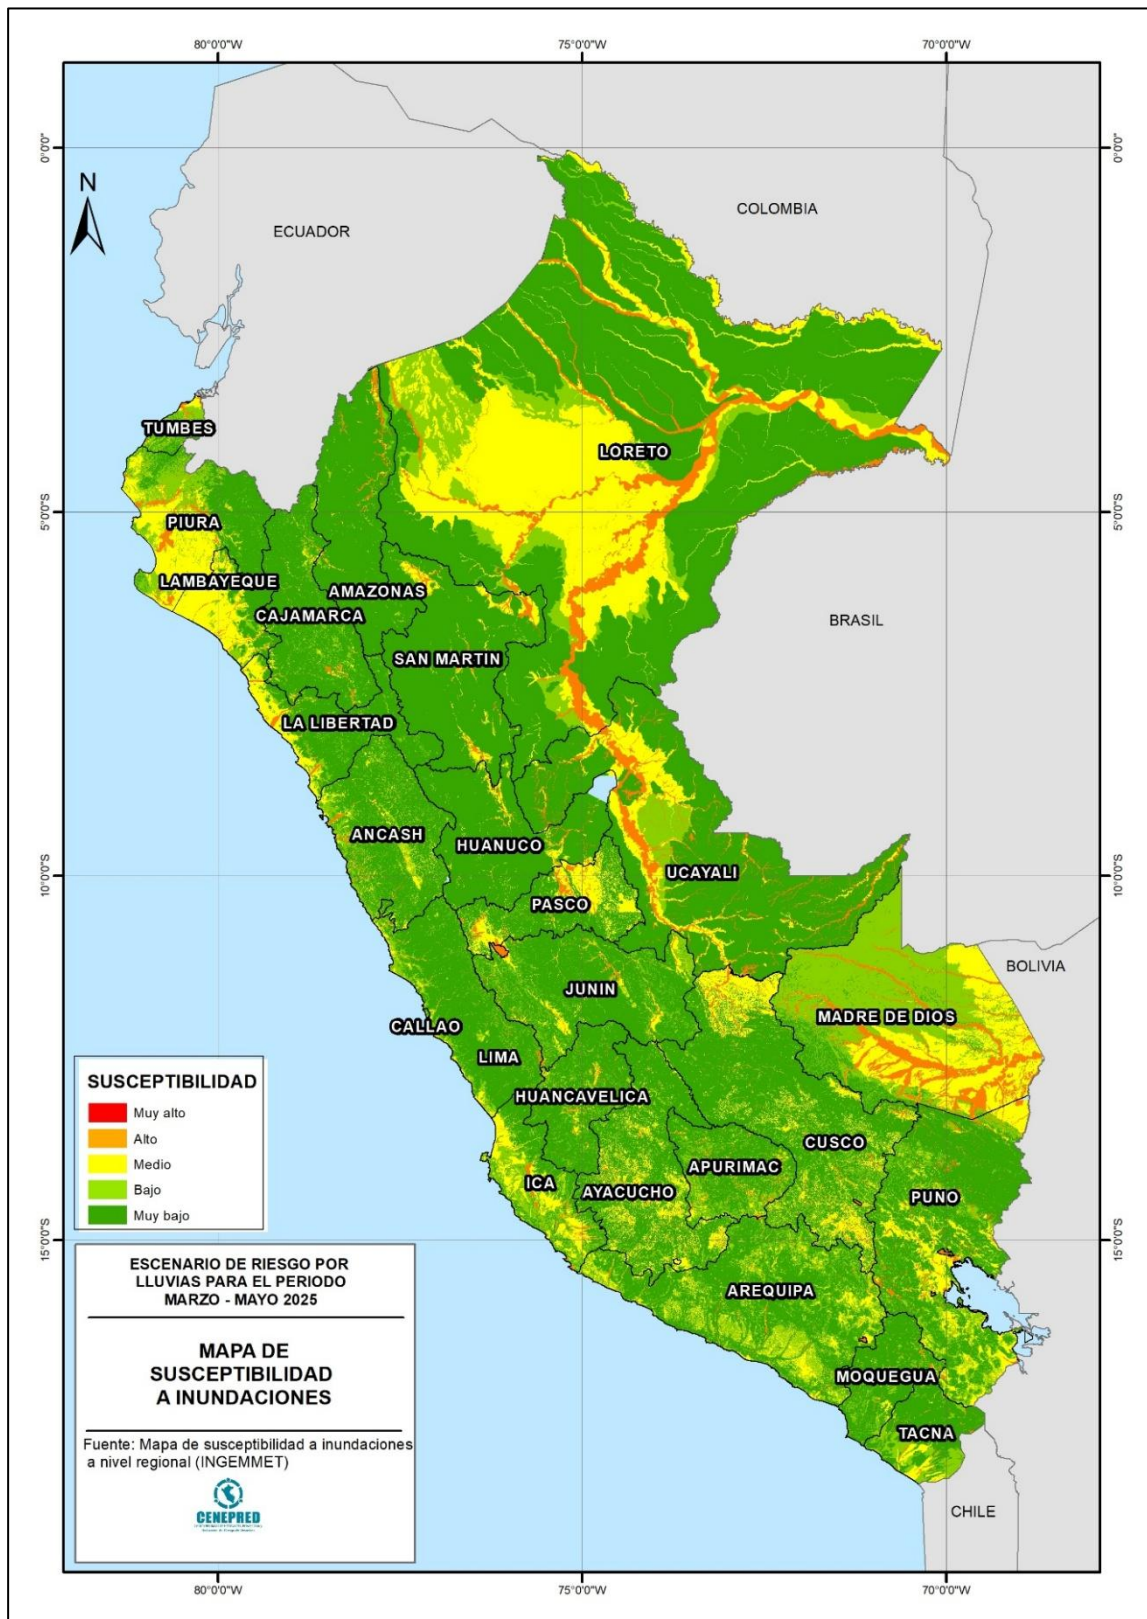 80°0'0"W
75°0'0"W
70°0'0"W
0°0'0"
0°0'0"
N
COLOMBIA
ECUADOR
TUMBES
LORETO
5°0'0"S
5°0'0"S
PIURA
LAMBAYEQUE
AMAZONAS
CAJAMARCA
BRASIL
SAN MARTIN
LA LIBERTAD
ANCASH
HUANUCO
UCAYALI
10°0'0"S
10°0'0"S
PASCO
BOLIVIA
JUNIN
MADRE DE DIOS
CALLAO
LIMA
HUANCAVELICA
CUSCO
APURIMAC
ICA
AYACUCHO
PUNO
15°0'0"S
15°0'0"S
AREQUIPA
MOQUEGUA
TACNA
CHILE
SUSCEPTIBILIDAD
Muy alto
Alto
Medio
Bajo
Muy bajo
ESCENARIO DE RIESGO POR
LLUVIAS PARA EL PERIODO
MARZO - MAYO 2025
MAPA DE
SUSCEPTIBILIDAD
A INUNDACIONES
Fuente: Mapa de susceptibilidad a inundaciones
a nivel regional (INGEMMET)
CENEPRED
80°0'0"W
75°0'0"W
70°0'0"W